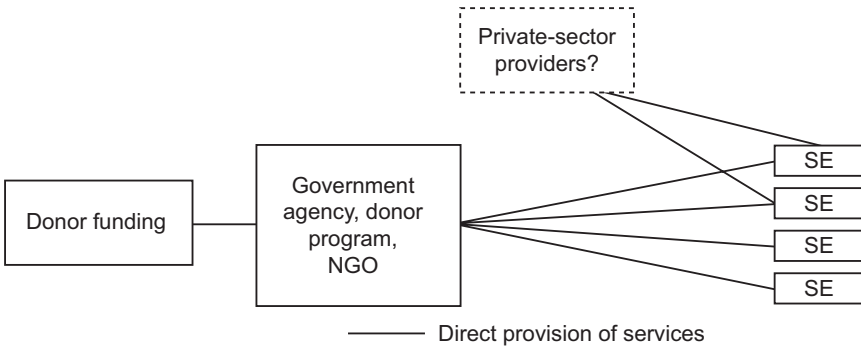 Private-sector
providers?
Donor funding
Government
agency, donor
program,
NGO
SE
SE
SE
SE
Direct provision of services